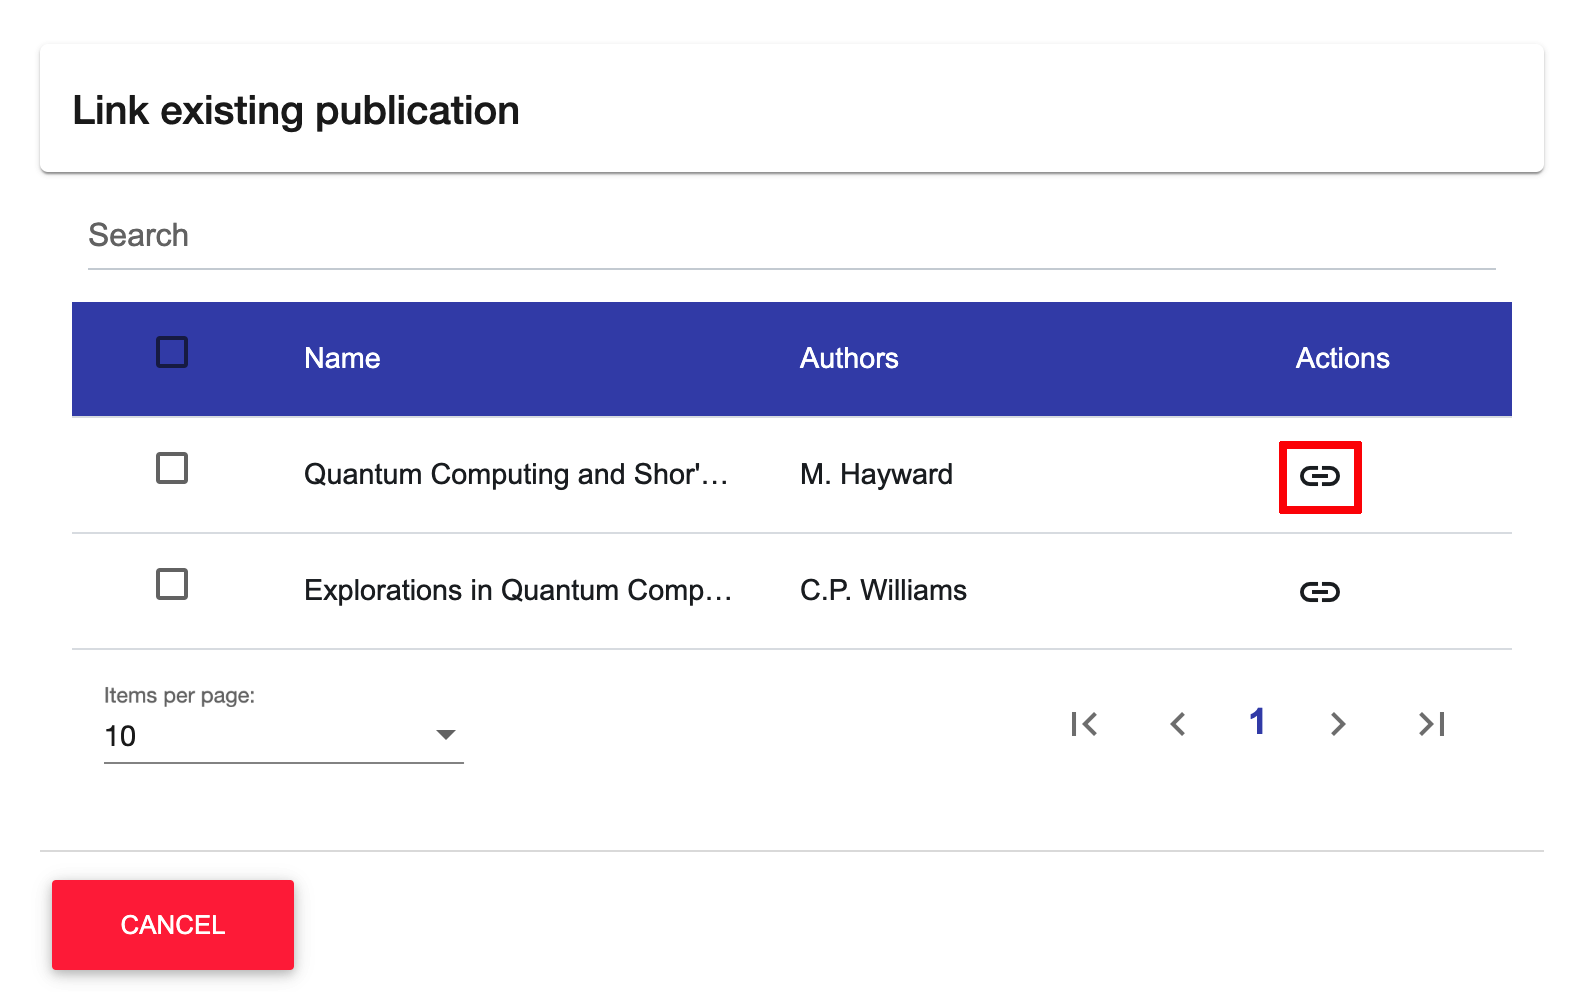 Link existing publication
Search
Name Authors Actions
Quantum Computing and Shor'... M. Hayward
Explorations in Quantum Comp... C.P. Williams
Items per page:
10
1
CANCEL